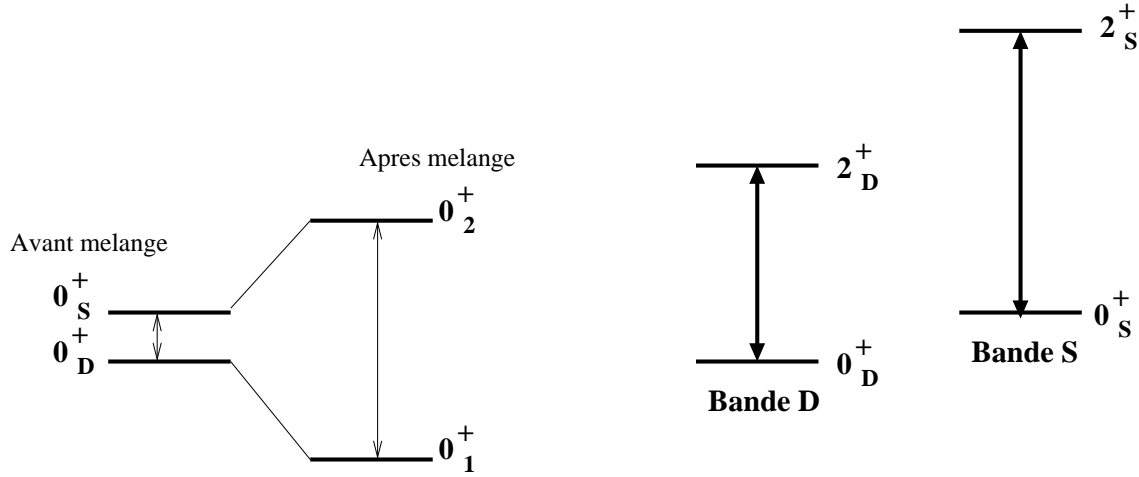 Avant melange
0+S
0+D
Apres melange
0+2
0+1
2+D
0+D
Bande D
2+S
0+S
Bande S